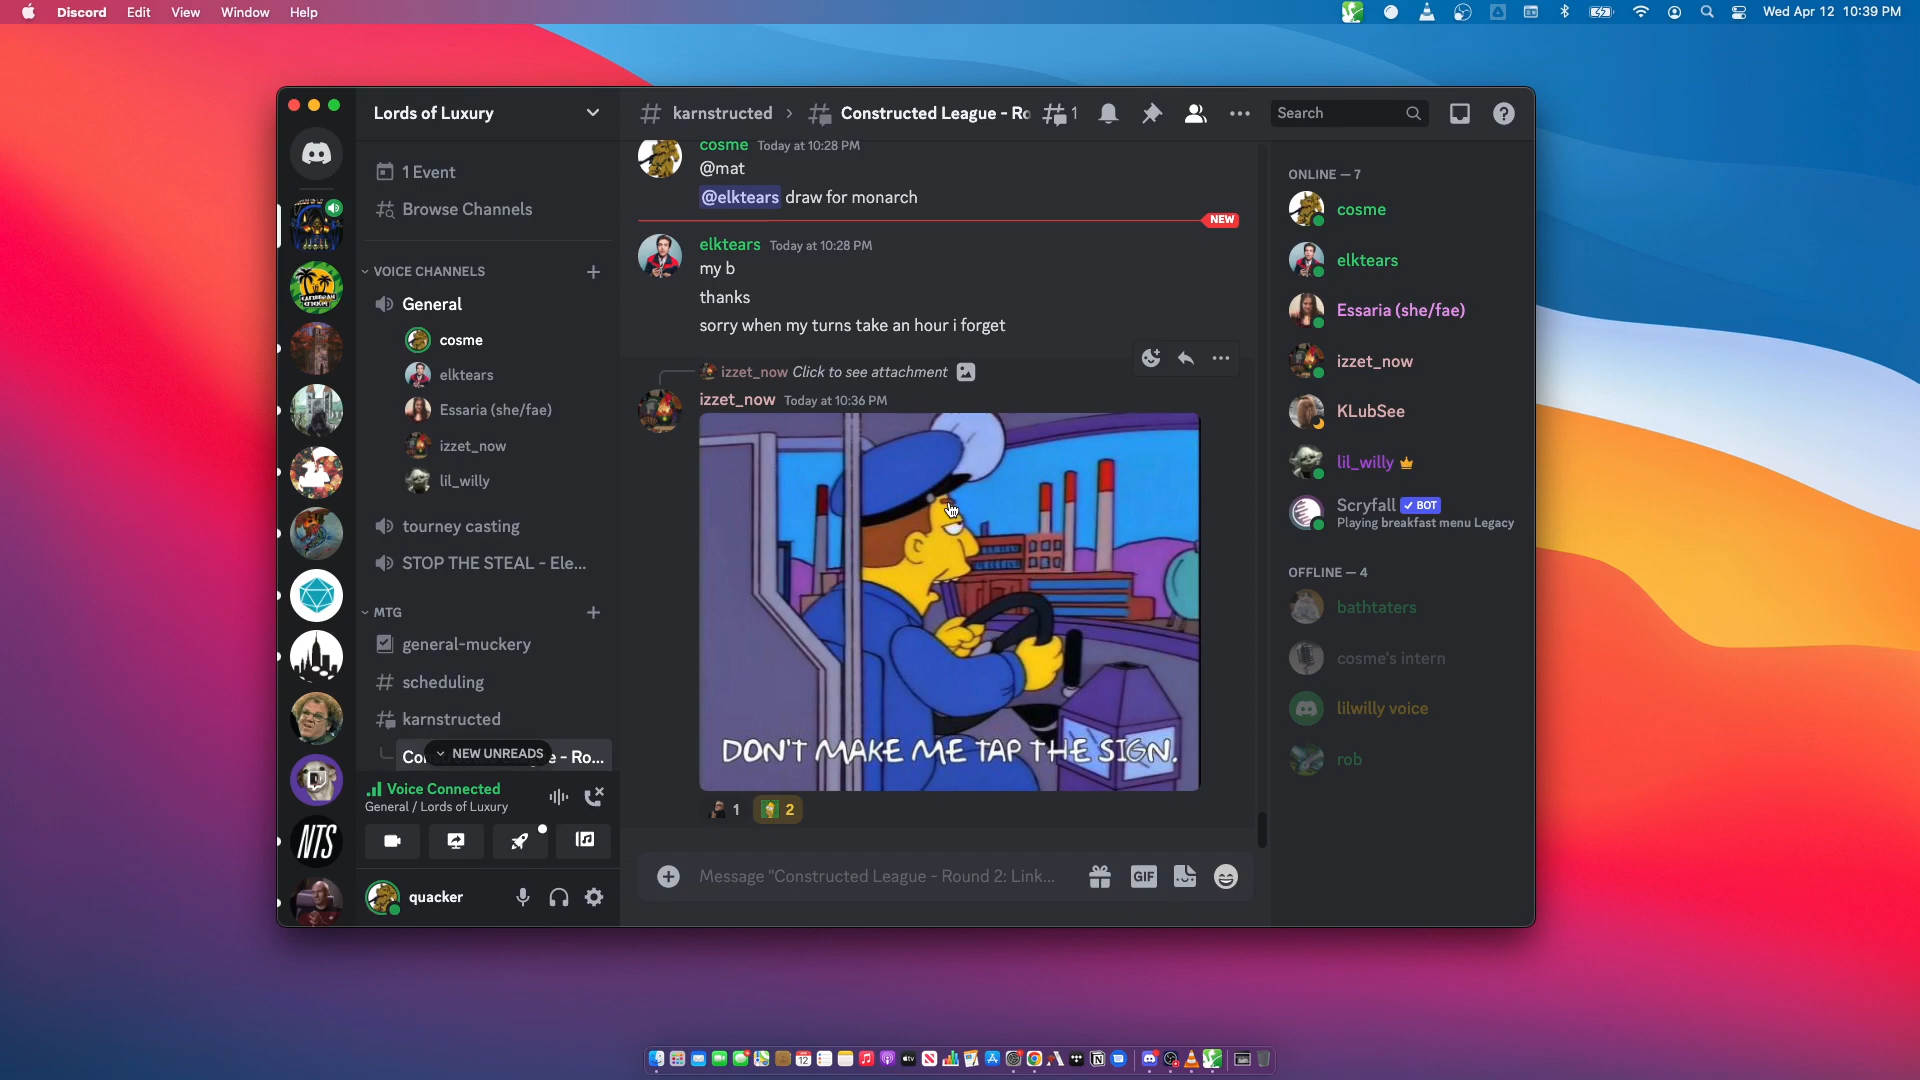 Discord Edit View Window Help
Wed Apr 12 10:39 PM
Lords of Luxury
1 Event
Browse Channels
VOICE CHANNELS
General
cosme
elktears
Essaria (she/fae)
izzet_now
lil_willy
tourney casting
STOP THE STEAL - Ele...
MTG
general-muckery
scheduling
karnstructed
NEW UNREADS
- Ro...
Voice Connected
General / Lords of Luxury
quacker
NTS
karnstructed › Constructed League - Ro
1
Search
cosme Today at 10:28 PM
@mat
@elktears draw for monarch
NEW
elktears Today at 10:28 PM
my b
thanks
sorry when my turns take an hour i forget
izzet_now Click to see attachment
izzet_now Today at 10:36 PM
DON'T MAKE ME TAP THE SIGN.
1
2
Message "Constructed League - Round 2: Link...
GIF
ONLINE — 7
cosme
elktears
Essaria (she/fae)
izzet_now
KLubSee
lil_willy
Scryfall ✓ BOT
Playing breakfast menu Legacy
OFFLINE — 4
bathtaters
cosme's intern
lilwilly voice
rob